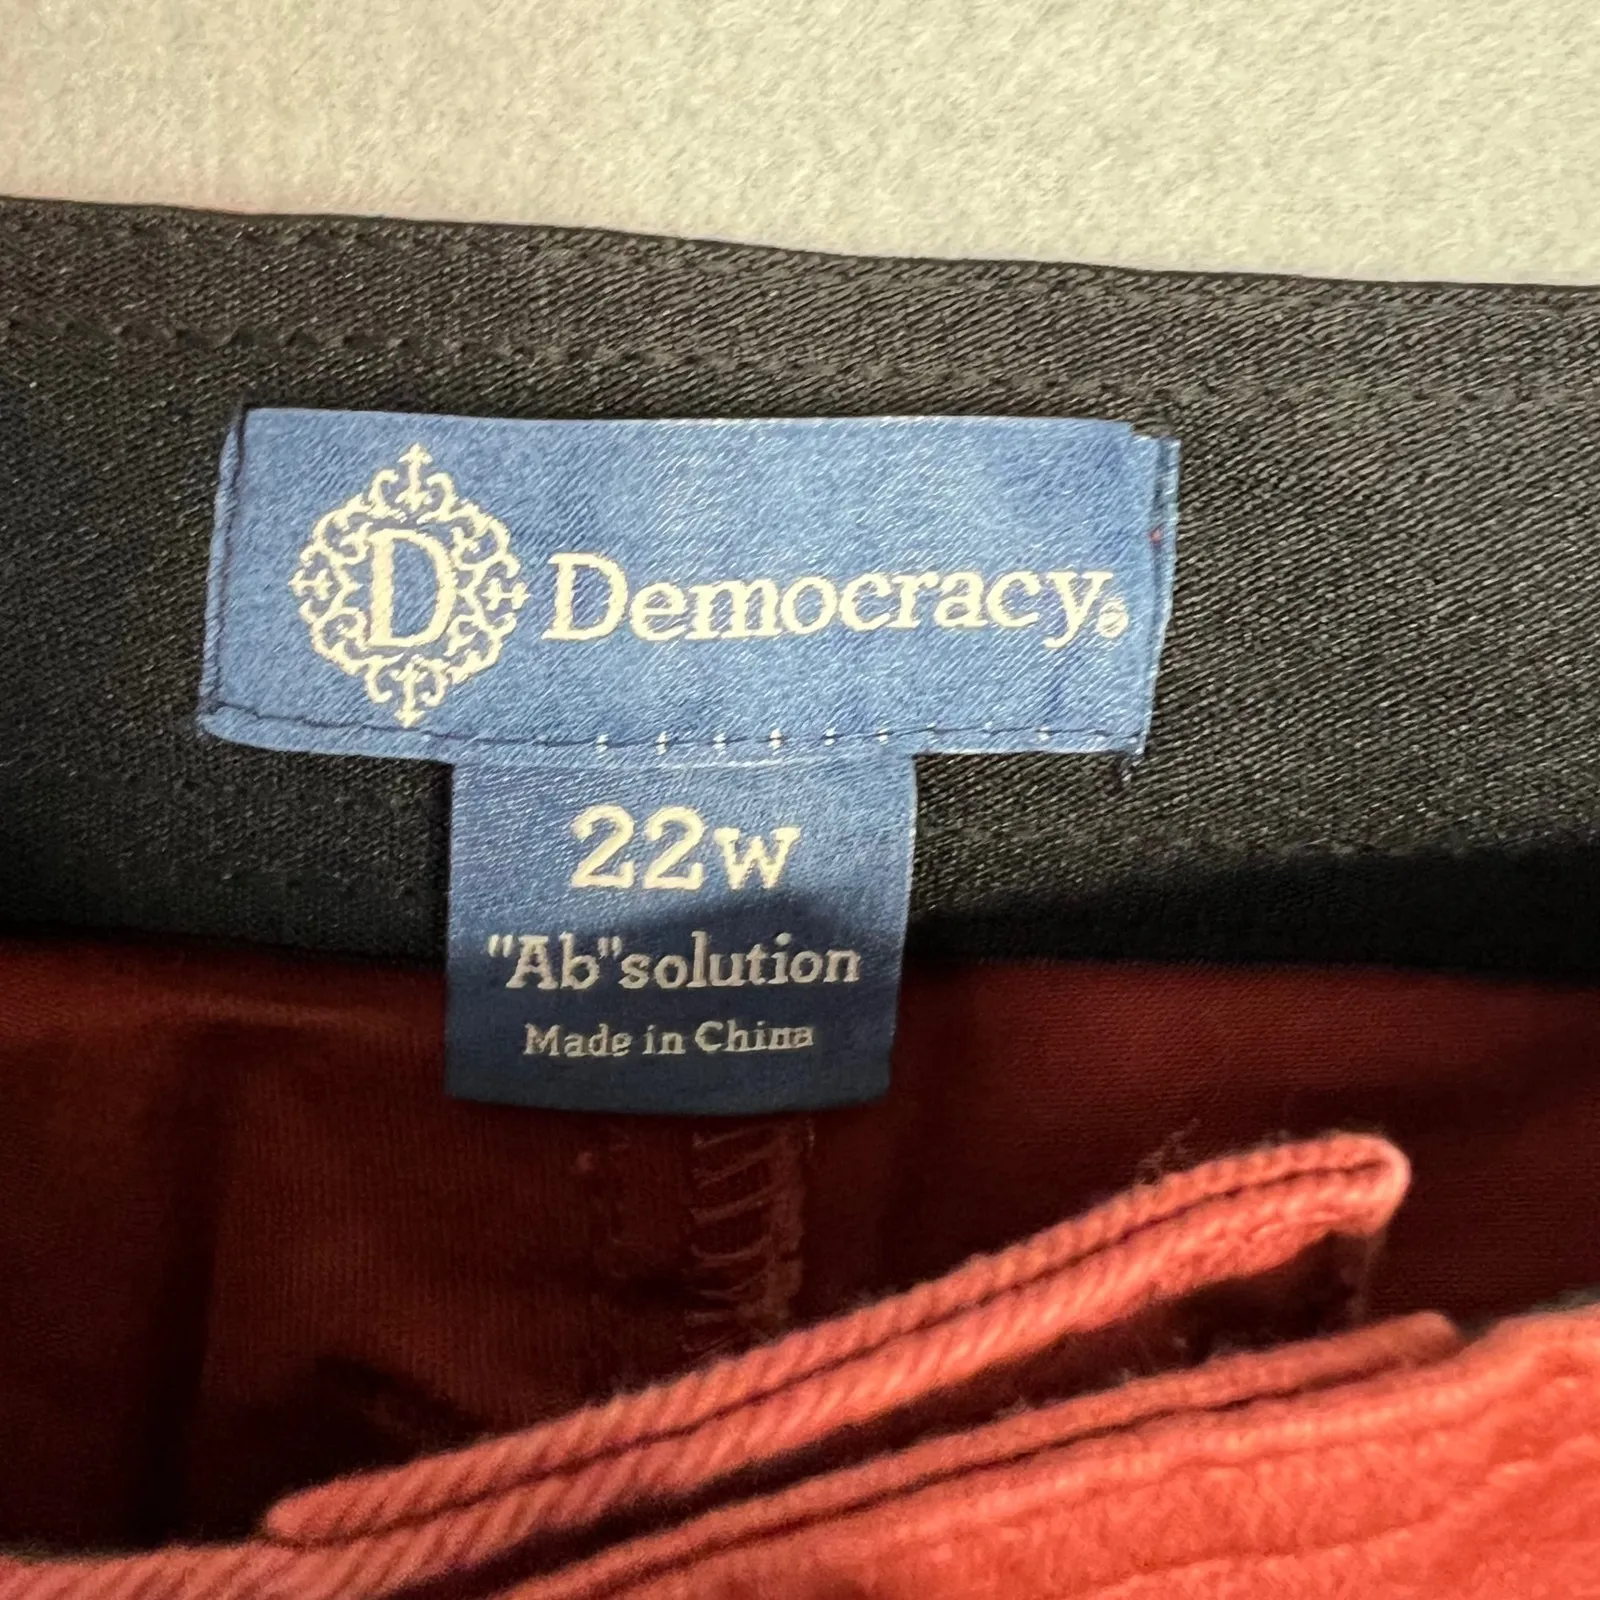 D Democracy®
22w
"Ab"solution
Made in China